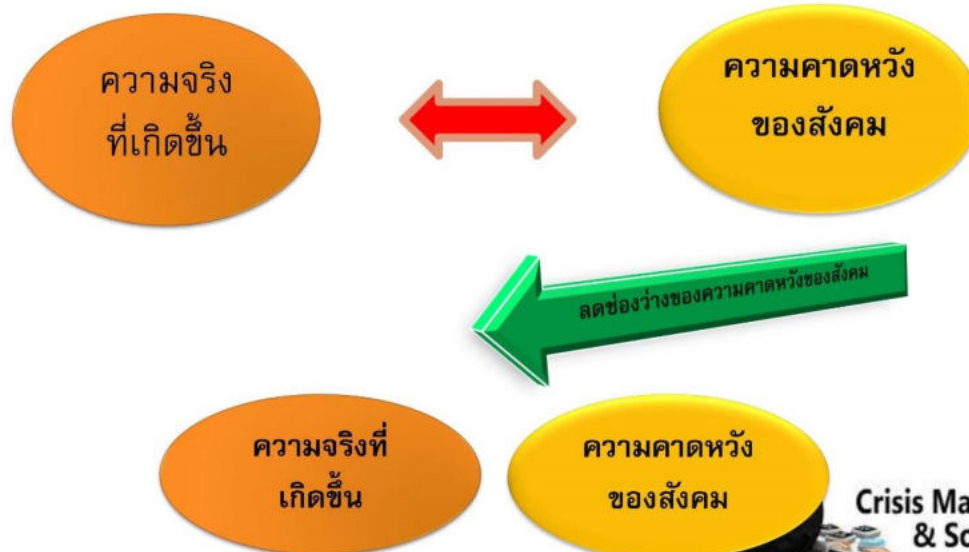 ความจริง
ที่เกิดขึ้น
ความคาดหวัง
ของสังคม
ลดช่องว่างของความคาดหวังของสังคม
ความจริงที่
เกิดขึ้น
ความคาดหวัง
ของสังคม
Crisis Ma
& So